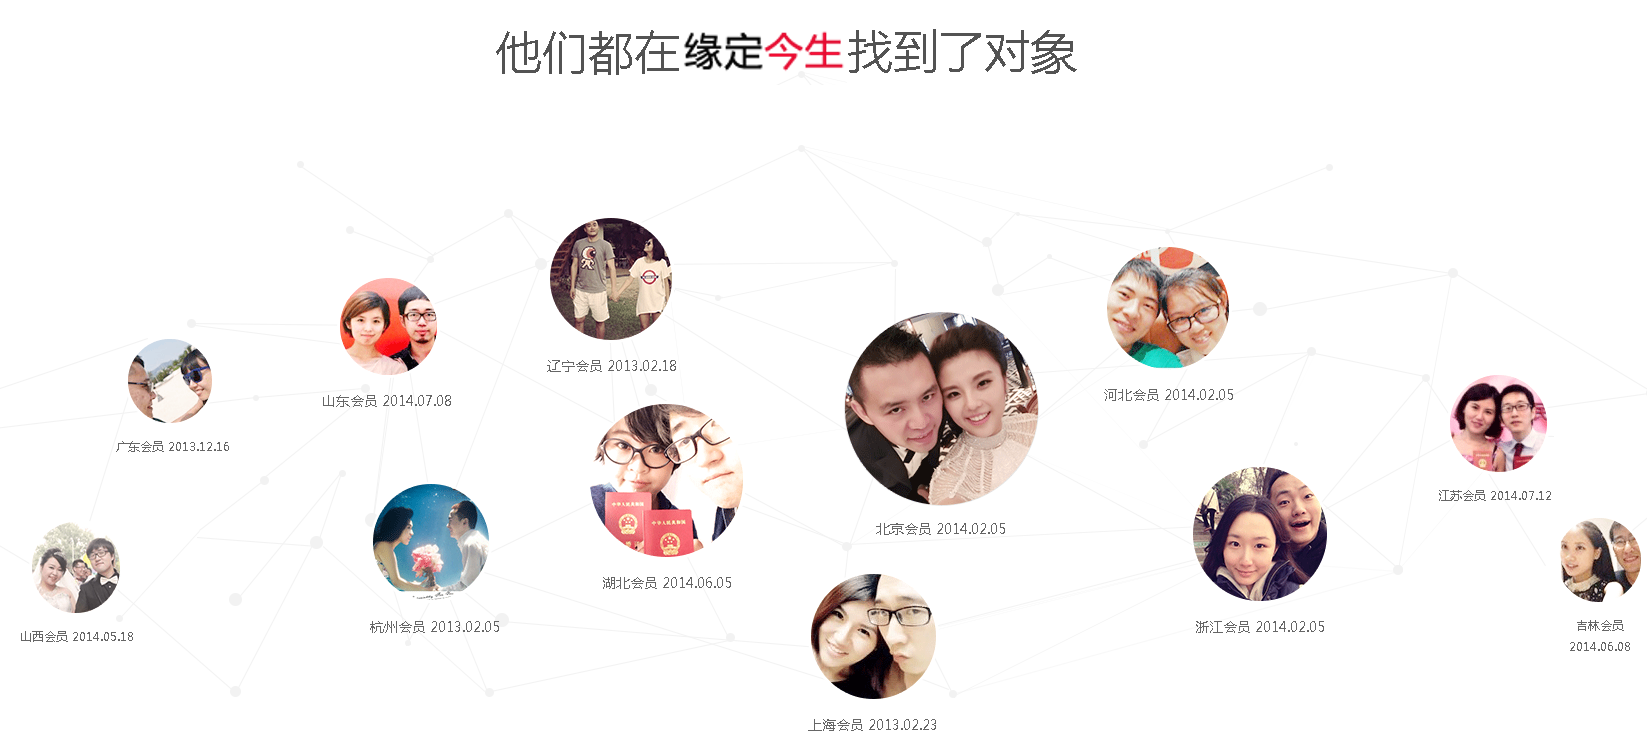 他们都在缘定今生找到了对象
辽宁会员 2013.02.18
河北会员 2014.02.05
山东会员 2014.07.08
广东会员 2013.12.16
江苏会员 2014.07.12
北京会员 2014.02.05
湖北会员 2014.06.05
杭州会员 2013.02.05
浙江会员 2014.02.05
山西会员 2014.05.18
吉林会员
2014.06.08
上海会员 2013.02.23